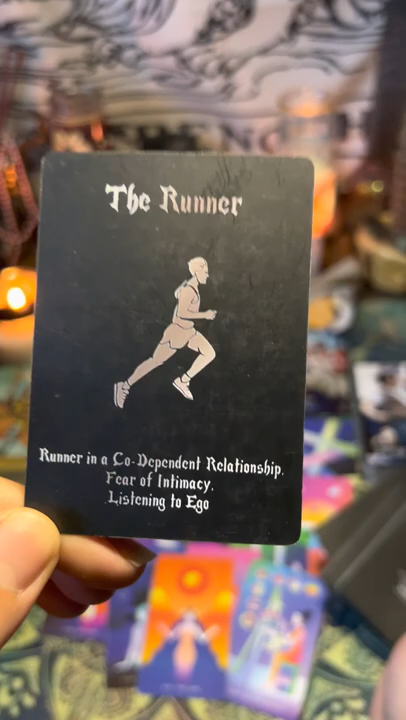 The Runner
Runner in a Co-Dependent Relationship.
Fear of Intimacy.
Listening to Ego